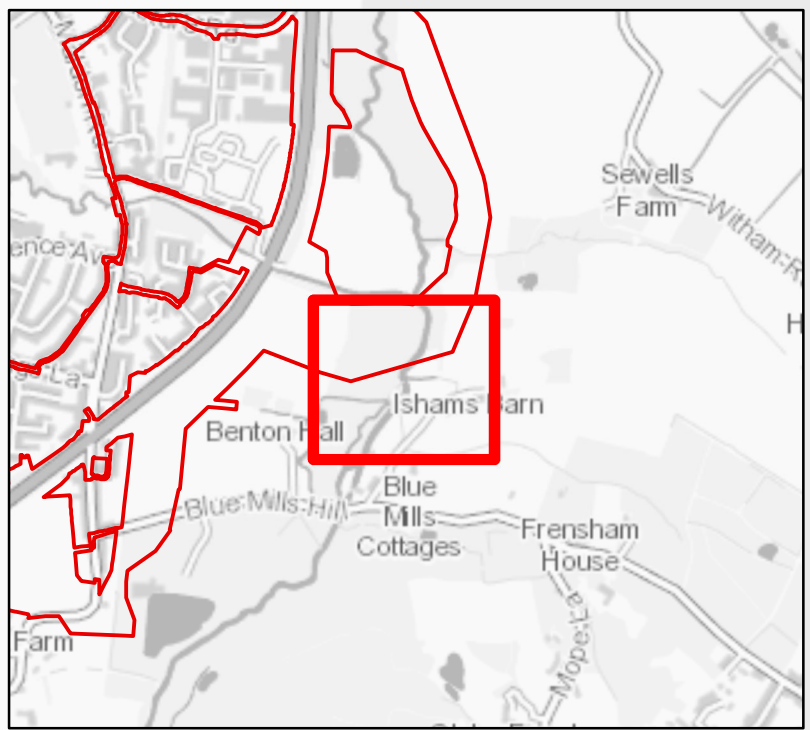 Sewells
Farm
Witham-R
Ishams Barn
Benton Hall
Blue
Mills
Cottages
Blue Mills Hill
Frensham
House
Mope La
Farm
H